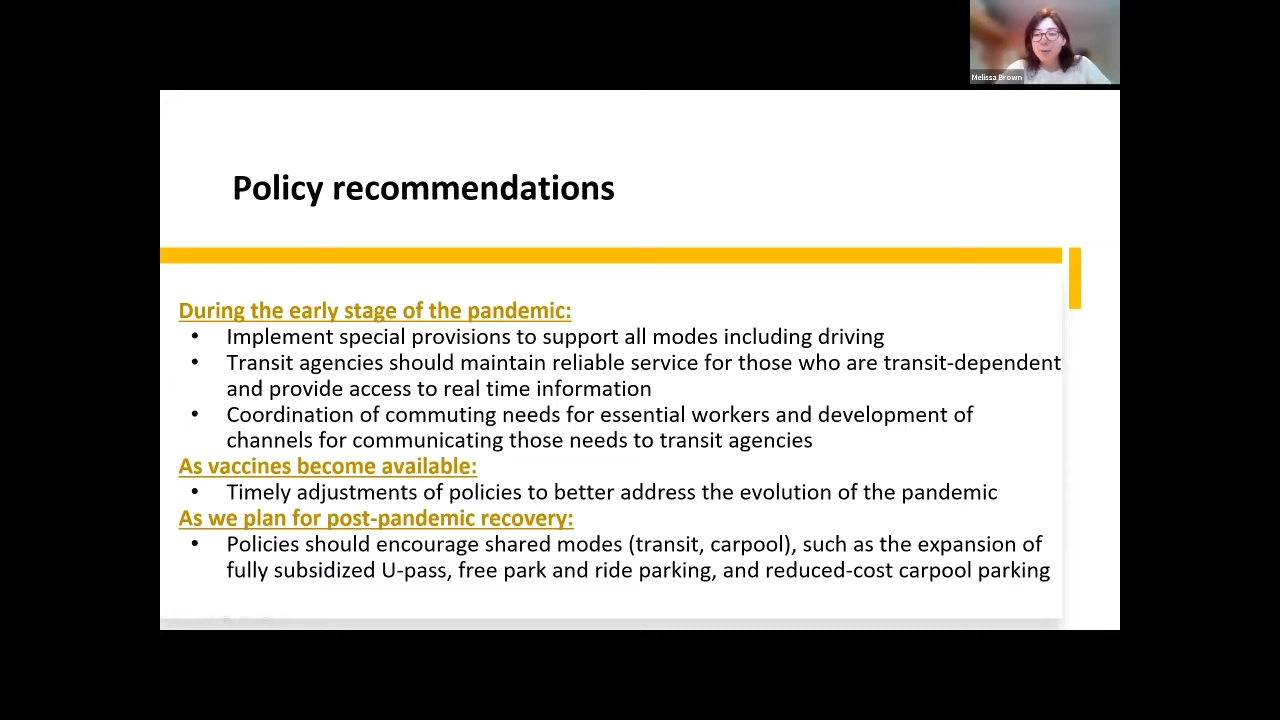 Melissa Brown
Policy recommendations
During the early stage of the pandemic:
• Implement special provisions to support all modes including driving
• Transit agencies should maintain reliable service for those who are transit-dependent
and provide access to real time information
• Coordination of commuting needs for essential workers and development of
channels for communicating those needs to transit agencies
As vaccines become available:
• Timely adjustments of policies to better address the evolution of the pandemic
As we plan for post-pandemic recovery:
• Policies should encourage shared modes (transit, carpool), such as the expansion of
fully subsidized U-pass, free park and ride parking, and reduced-cost carpool parking